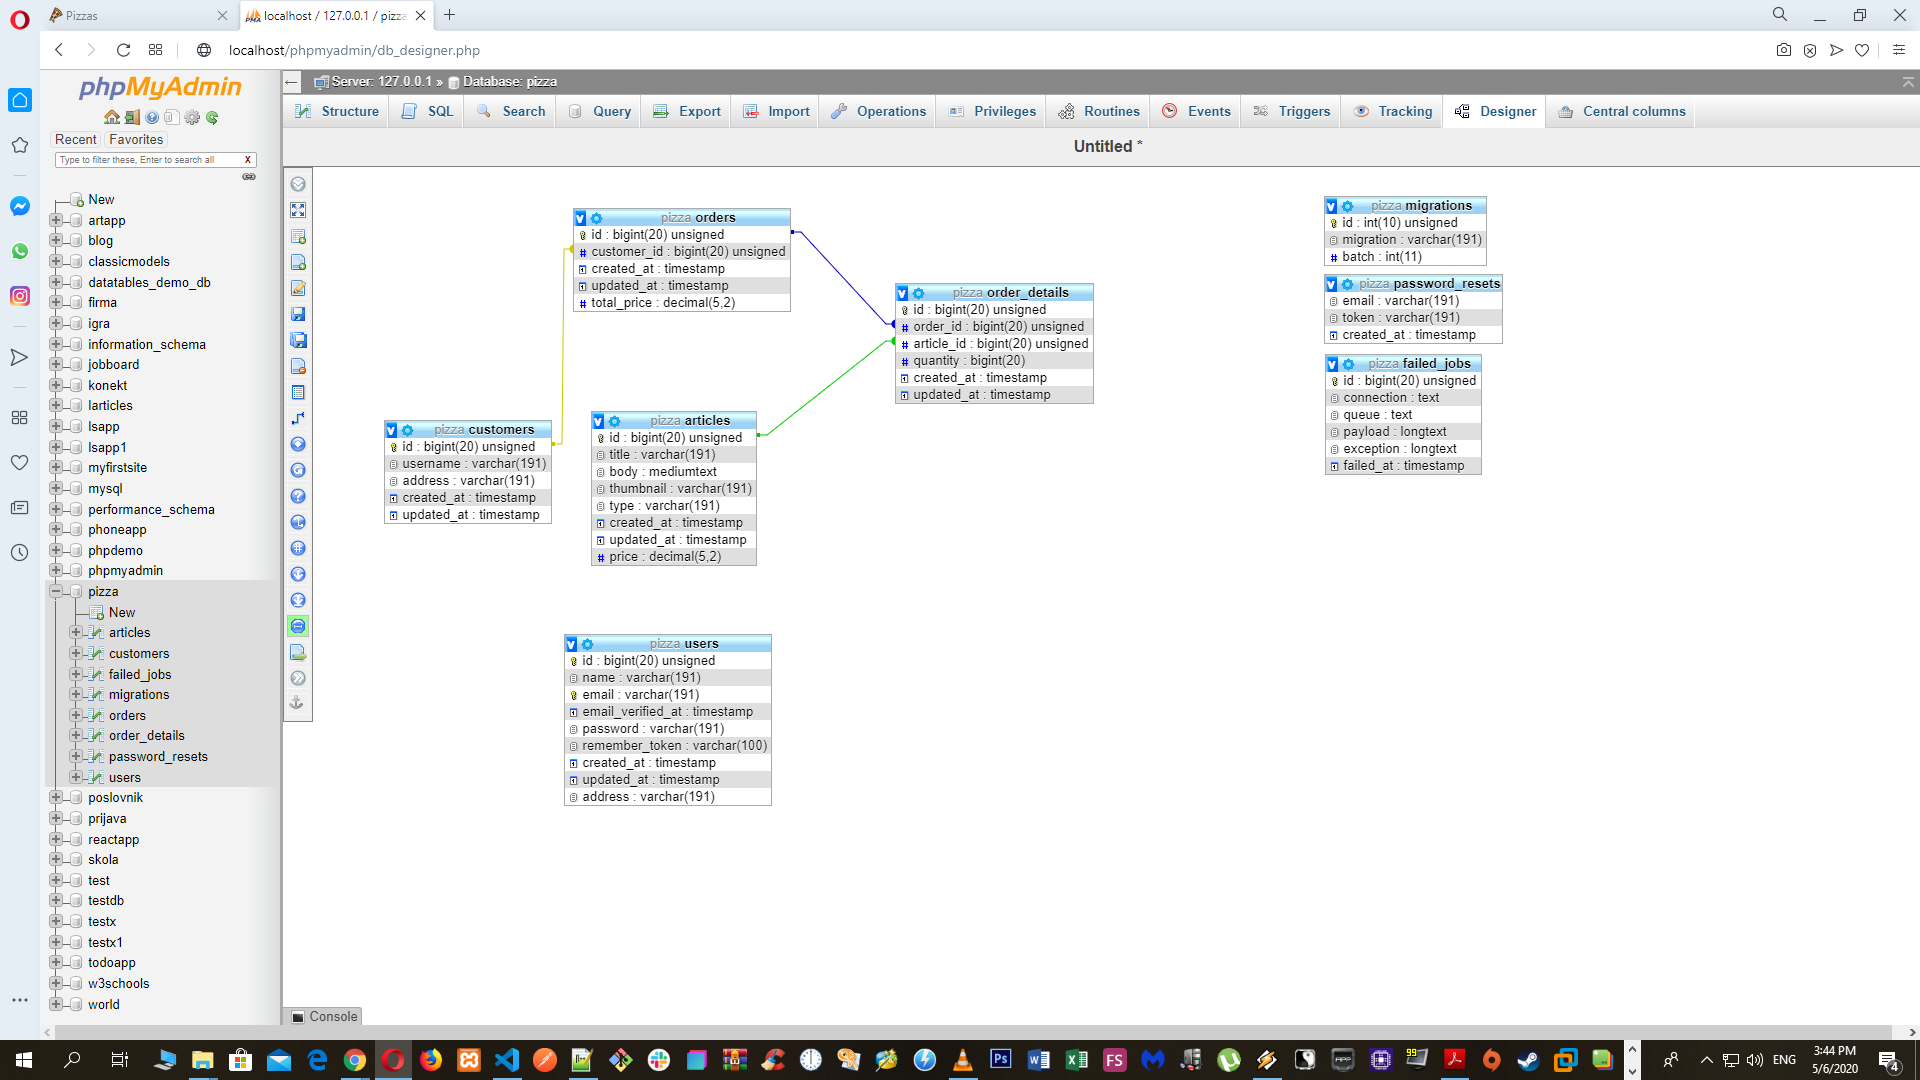 Pizzas
localhost / 127.0.0.1 / pizza
localhost/phpmyadmin/db_designer.php
phpMyAdmin
Recent
Favorites
Type to filter these, Enter to search all
X
New
artapp
blog
classicmodels
datatables_demo_db
firma
igra
information_schema
jobboard
konekt
larticles
lsapp
lsapp1
myfirstsite
mysql
performance_schema
phoneapp
phpdemo
phpmyadmin
pizza
New
articles
customers
failed_jobs
migrations
orders
order_details
password_resets
users
poslovnik
prijava
reactapp
skola
test
testdb
testx
testx1
todoapp
w3schools
world
Server: 127.0.0.1 » Database: pizza
Structure
SQL
Search
Query
Export
Import
Operations
Privileges
Routines
Events
Triggers
Tracking
Designer
Central columns
Untitled *
pizza orders
id : bigint(20) unsigned
customer_id : bigint(20) unsigned
created_at : timestamp
updated_at : timestamp
total_price : decimal(5,2)
pizza order_details
id : bigint(20) unsigned
order_id : bigint(20) unsigned
article_id : bigint(20) unsigned
quantity : bigint(20)
created_at : timestamp
updated_at : timestamp
pizza customers
id : bigint(20) unsigned
username : varchar(191)
address : varchar(191)
created_at : timestamp
updated_at : timestamp
pizza articles
id : bigint(20) unsigned
title : varchar(191)
body : mediumtext
thumbnail : varchar(191)
type : varchar(191)
created_at : timestamp
updated_at : timestamp
price : decimal(5,2)
pizza users
id : bigint(20) unsigned
name : varchar(191)
email : varchar(191)
email_verified_at : timestamp
password : varchar(191)
remember_token : varchar(100)
created_at : timestamp
updated_at : timestamp
address : varchar(191)
pizza migrations
id : int(10) unsigned
migration : varchar(191)
batch : int(11)
pizza password_resets
email : varchar(191)
token : varchar(191)
created_at : timestamp
pizza failed_jobs
id : bigint(20) unsigned
connection : text
queue : text
payload : longtext
exception : longtext
failed_at : timestamp
Console
Ps
FS
99
ENG
3:44 PM
5/6/2020
4